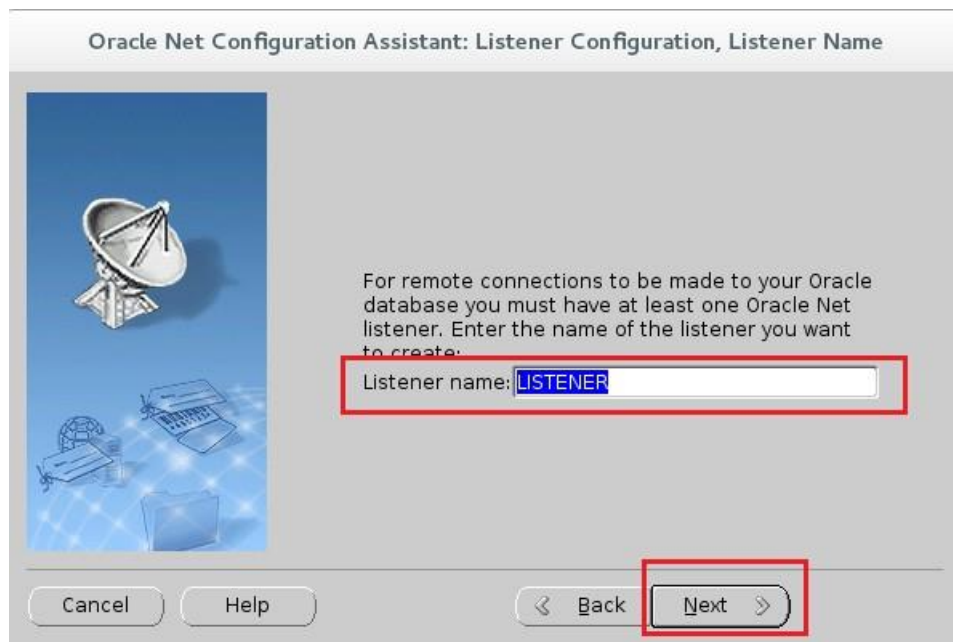 Oracle Net Configuration Assistant: Listener Configuration, Listener Name
For remote connections to be made to your Oracle
database you must have at least one Oracle Net
listener. Enter the name of the listener you want
to create:
Listener name: LISTENER
Cancel Help Back Next